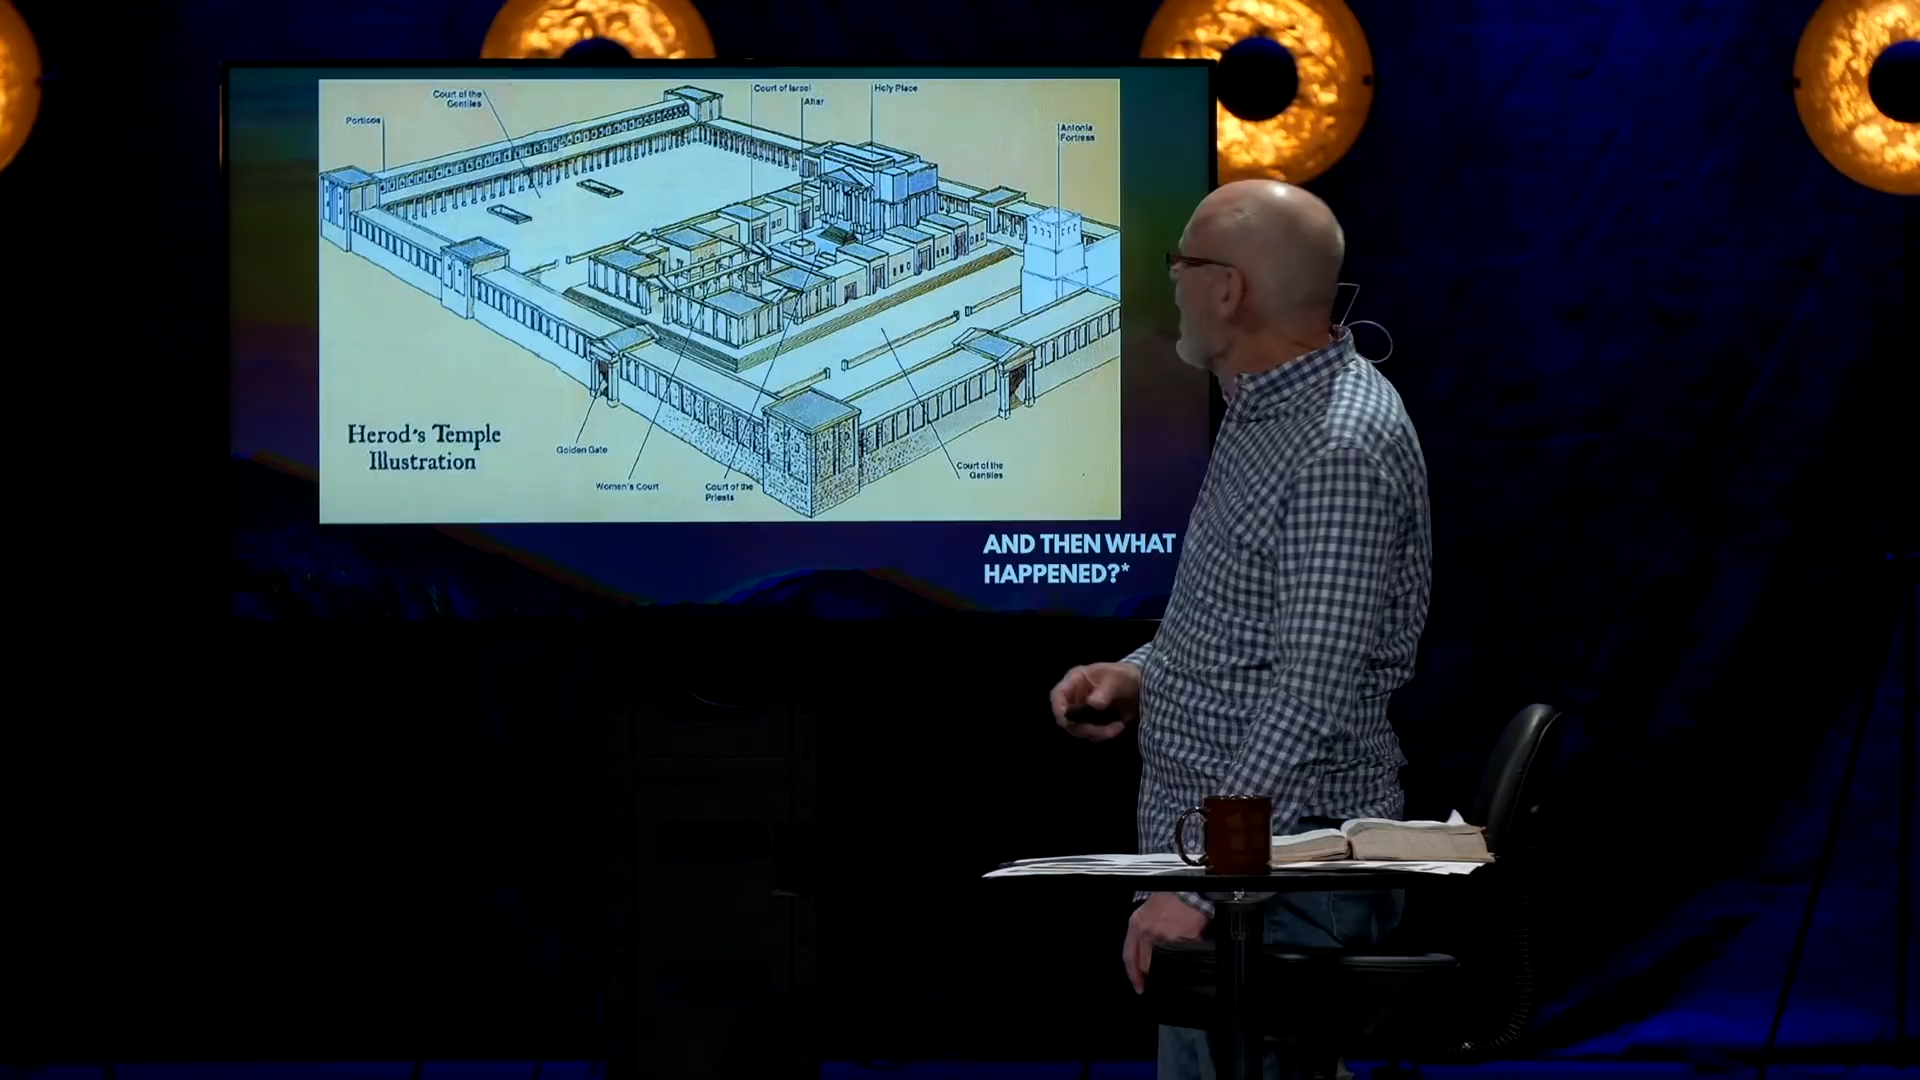 Court of the
Gentiles
Court of Israel
Altar
Holy Place
Porticos
Antonia
Fortress
Herod's Temple
Illustration
Golden Gate
Women's Court
Court of the
Priests
Court of the
Gentiles
AND THEN WHAT
HAPPENED?*